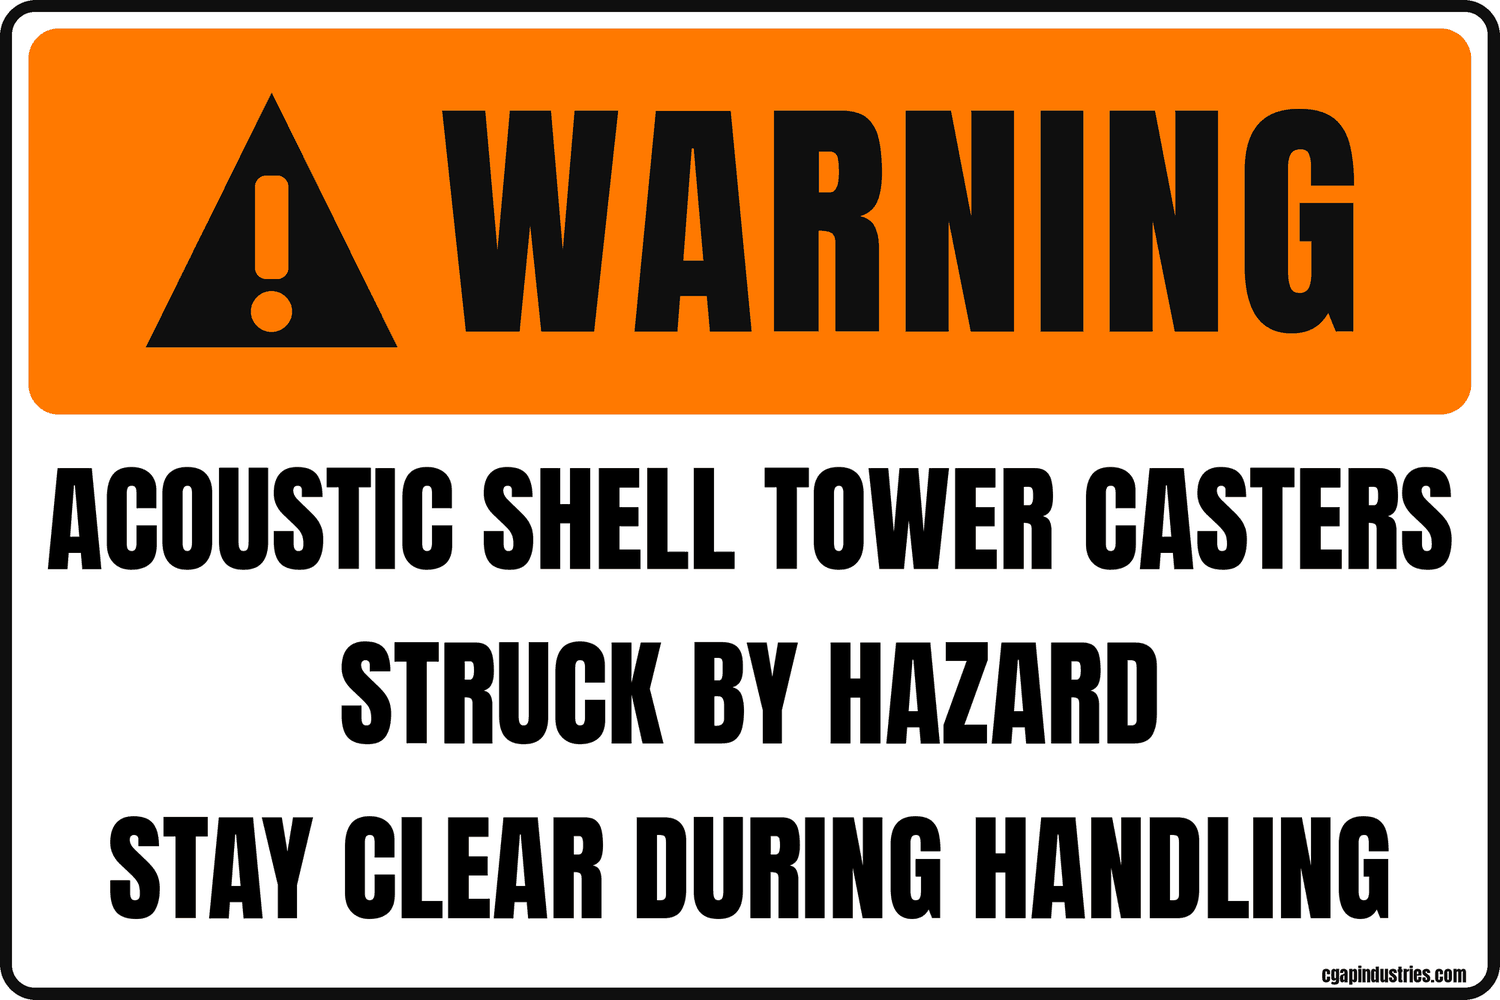 WARNING
ACOUSTIC SHELL TOWER CASTERS
STRUCK BY HAZARD
STAY CLEAR DURING HANDLING
cgapindustries.com